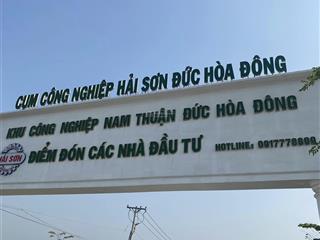 CỤM CÔNG NGHIỆP HẢI SƠN ĐỨC HÒA ĐÔNG
KHU CÔNG NGHIỆP NAM THUẬN ĐỨC HÒA ĐÔNG
HẢI SƠN
ĐIỂM ĐÓN CÁC NHÀ ĐẦU TƯ
HOTLINE: 0917778800